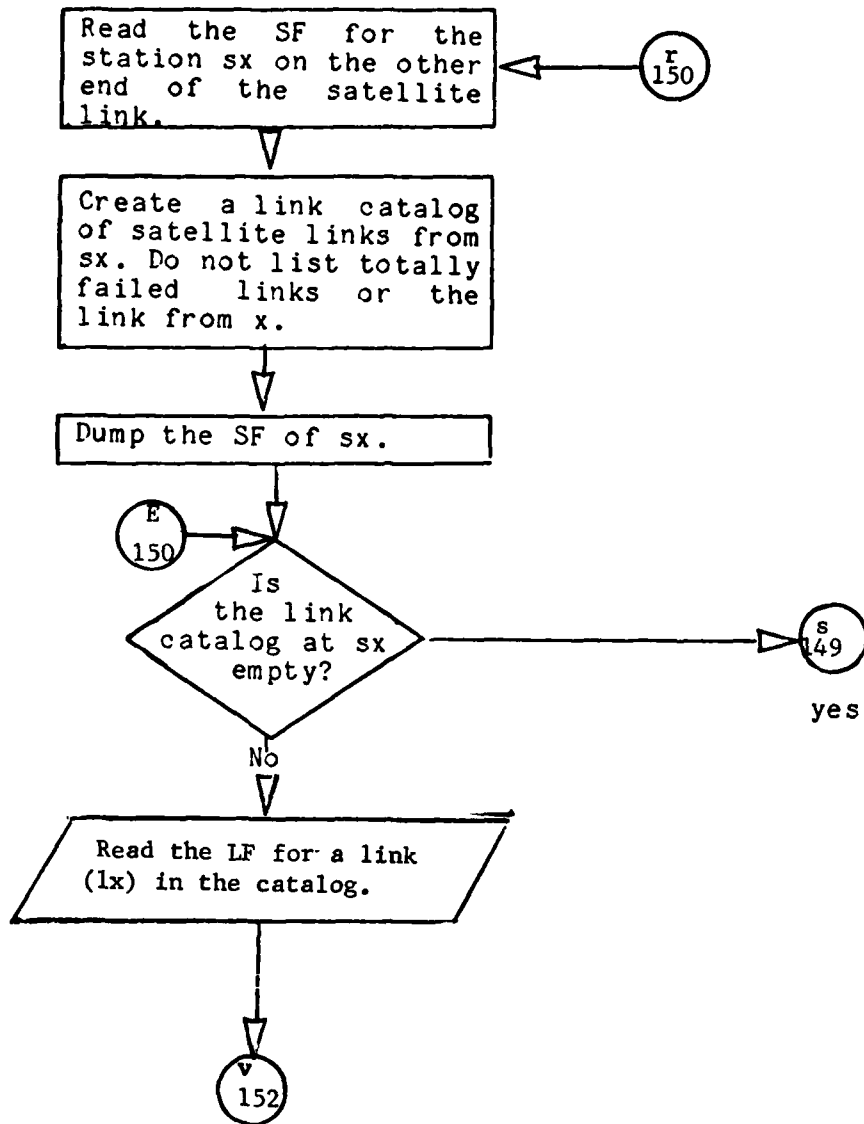 Read the SF for the
station sx on the other
end of the satellite
link.
r
150
Create a link catalog
of satellite links from
sx. Do not list totally
failed links or the
link from x.
Dump the SF of sx.
E
150
Is
the link
catalog at sx
empty?
s
149
yes
No
Read the LF for a link
(lx) in the catalog.
v
152